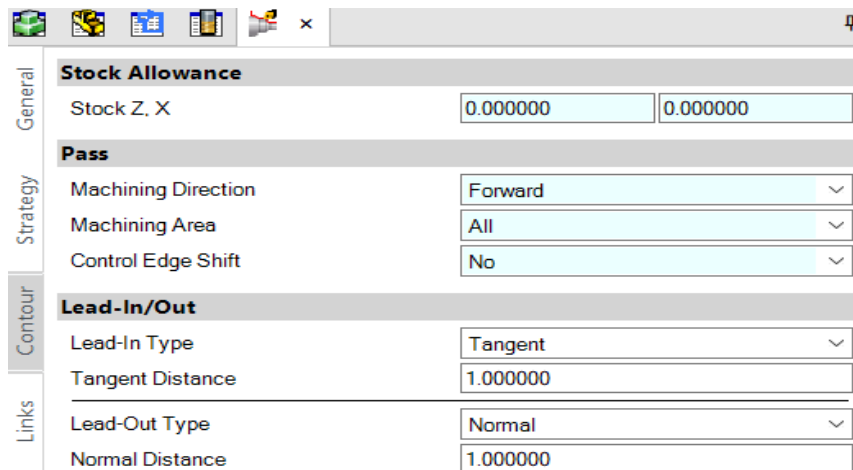 General
Strategy
Contour
Links
Stock Allowance
Stock Z, X 0.000000 0.000000
Pass
Machining Direction Forward
Machining Area All
Control Edge Shift No
Lead-In/Out
Lead-In Type Tangent
Tangent Distance 1.000000
Lead-Out Type Normal
Normal Distance 1.000000